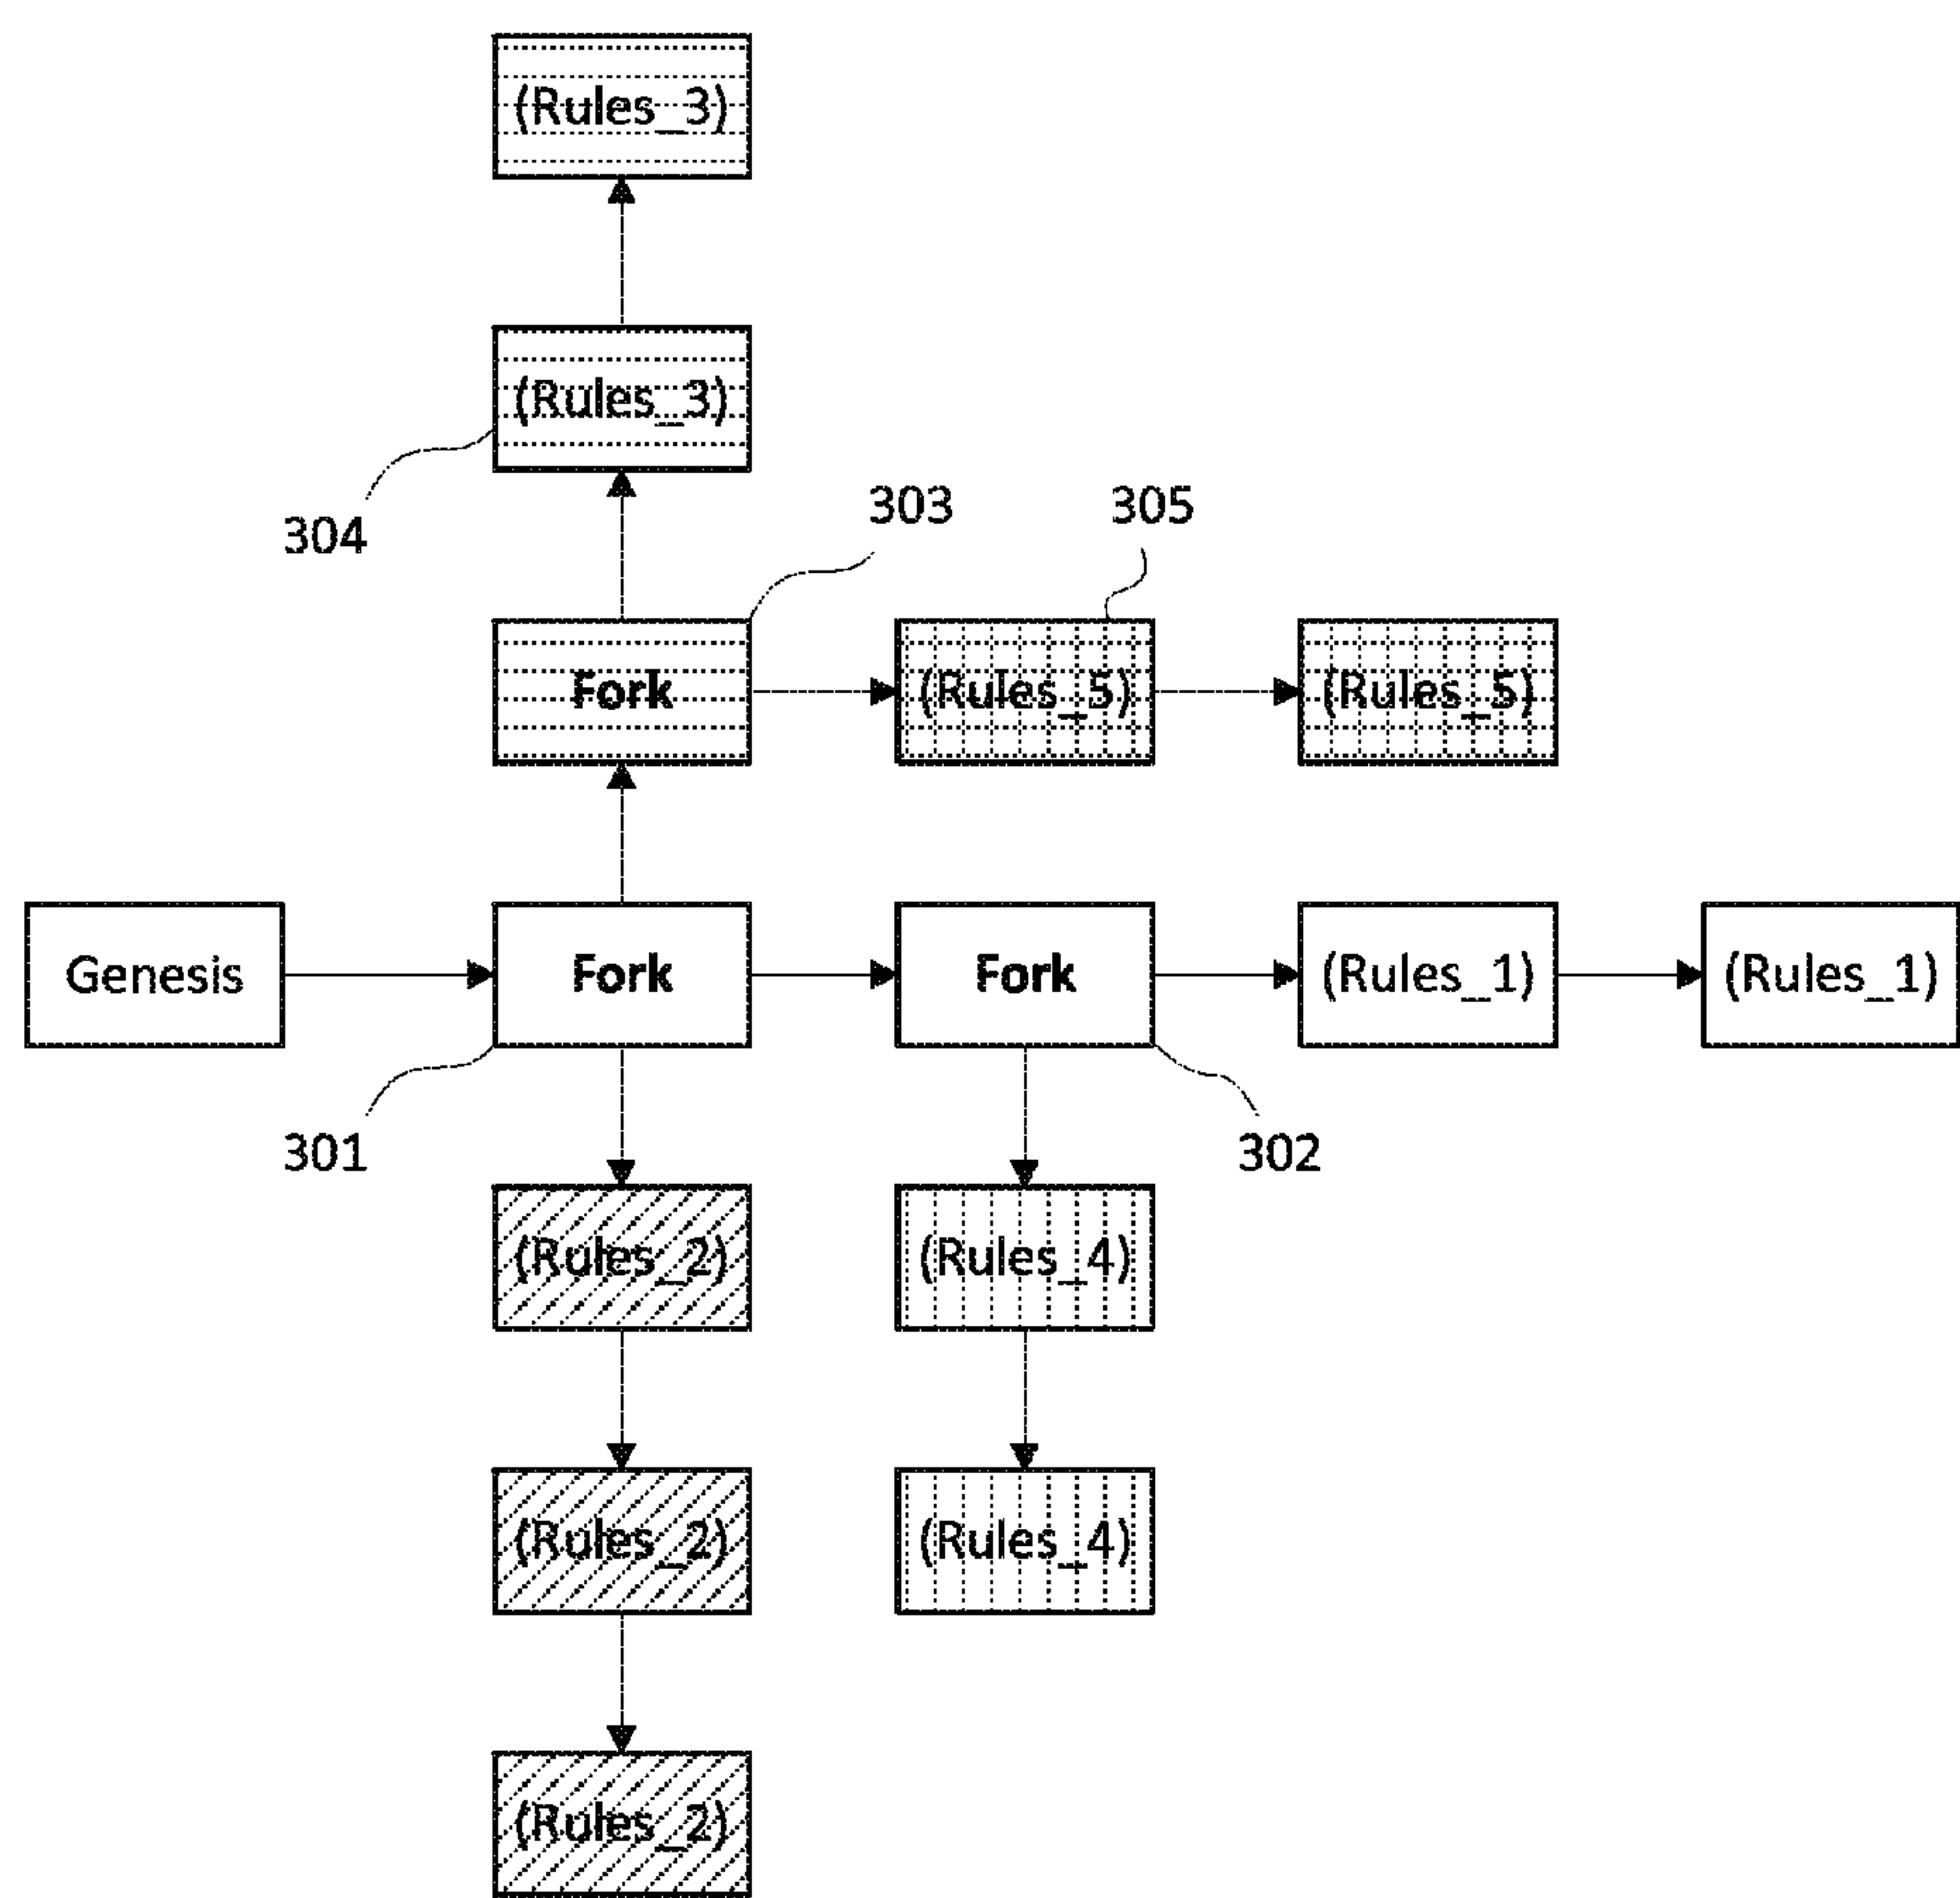 (Rules_3)
(Rules_3)
304
303
305
Fork
(Rules_5)
(Rules_5)
Genesis
Fork
Fork
(Rules_1)
(Rules_1)
301
302
(Rules_2)
(Rules_4)
(Rules_2)
(Rules_4)
(Rules_2)